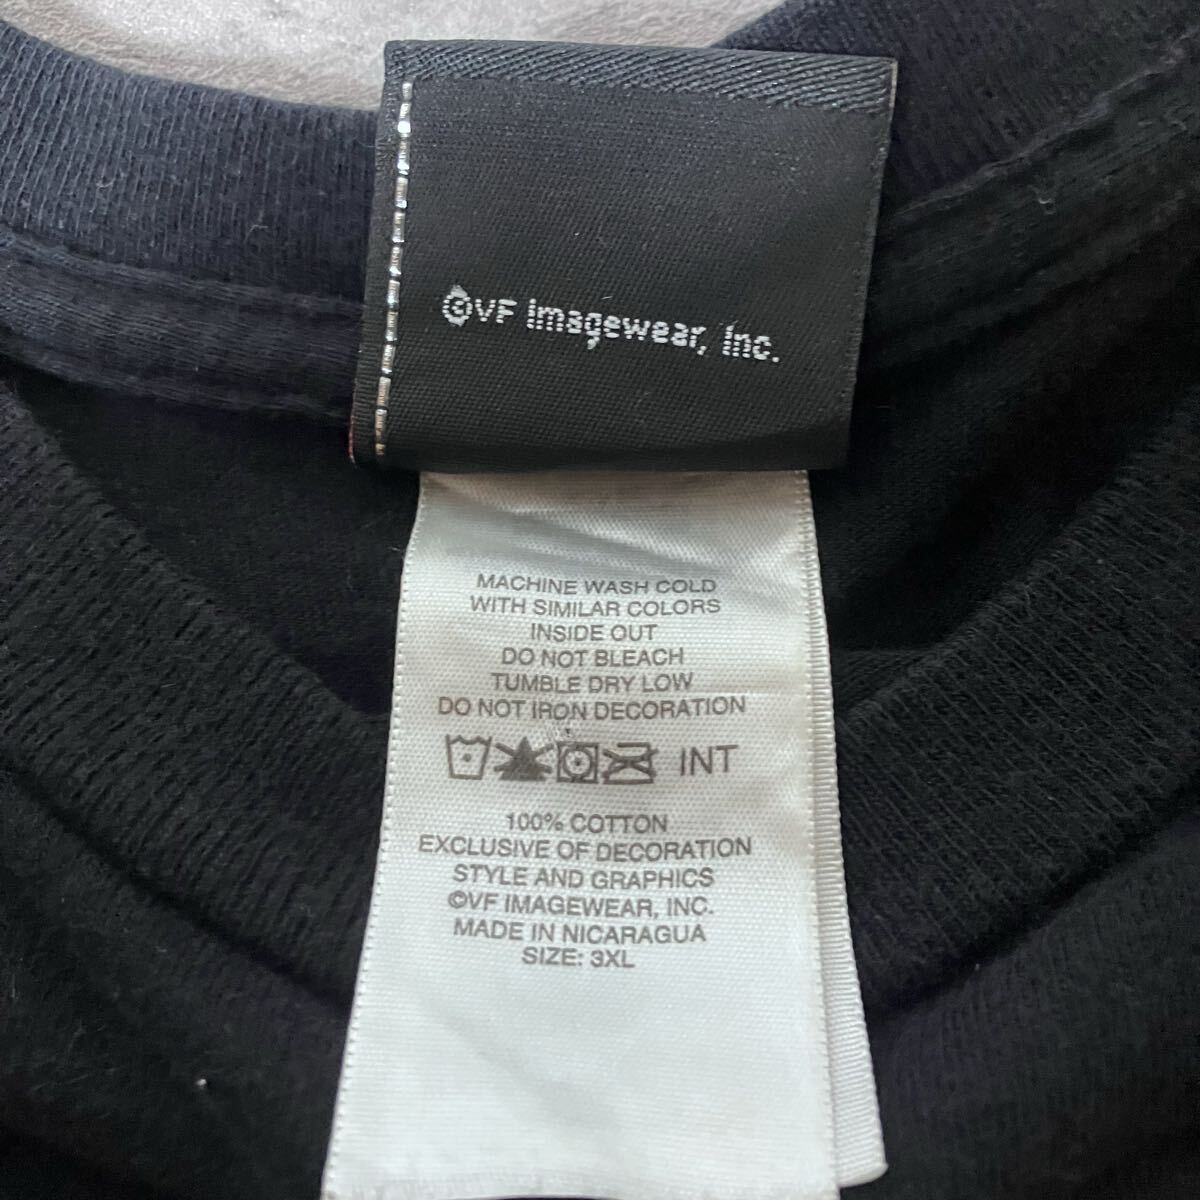 ©VF Imagewear, Inc.
MACHINE WASH COLD
WITH SIMILAR COLORS
INSIDE OUT
DO NOT BLEACH
TUMBLE DRY LOW
DO NOT IRON DECORATION
INT
100% COTTON
EXCLUSIVE OF DECORATION
STYLE AND GRAPHICS
©VF IMAGEWEAR, INC.
MADE IN NICARAGUA
SIZE: 3XL